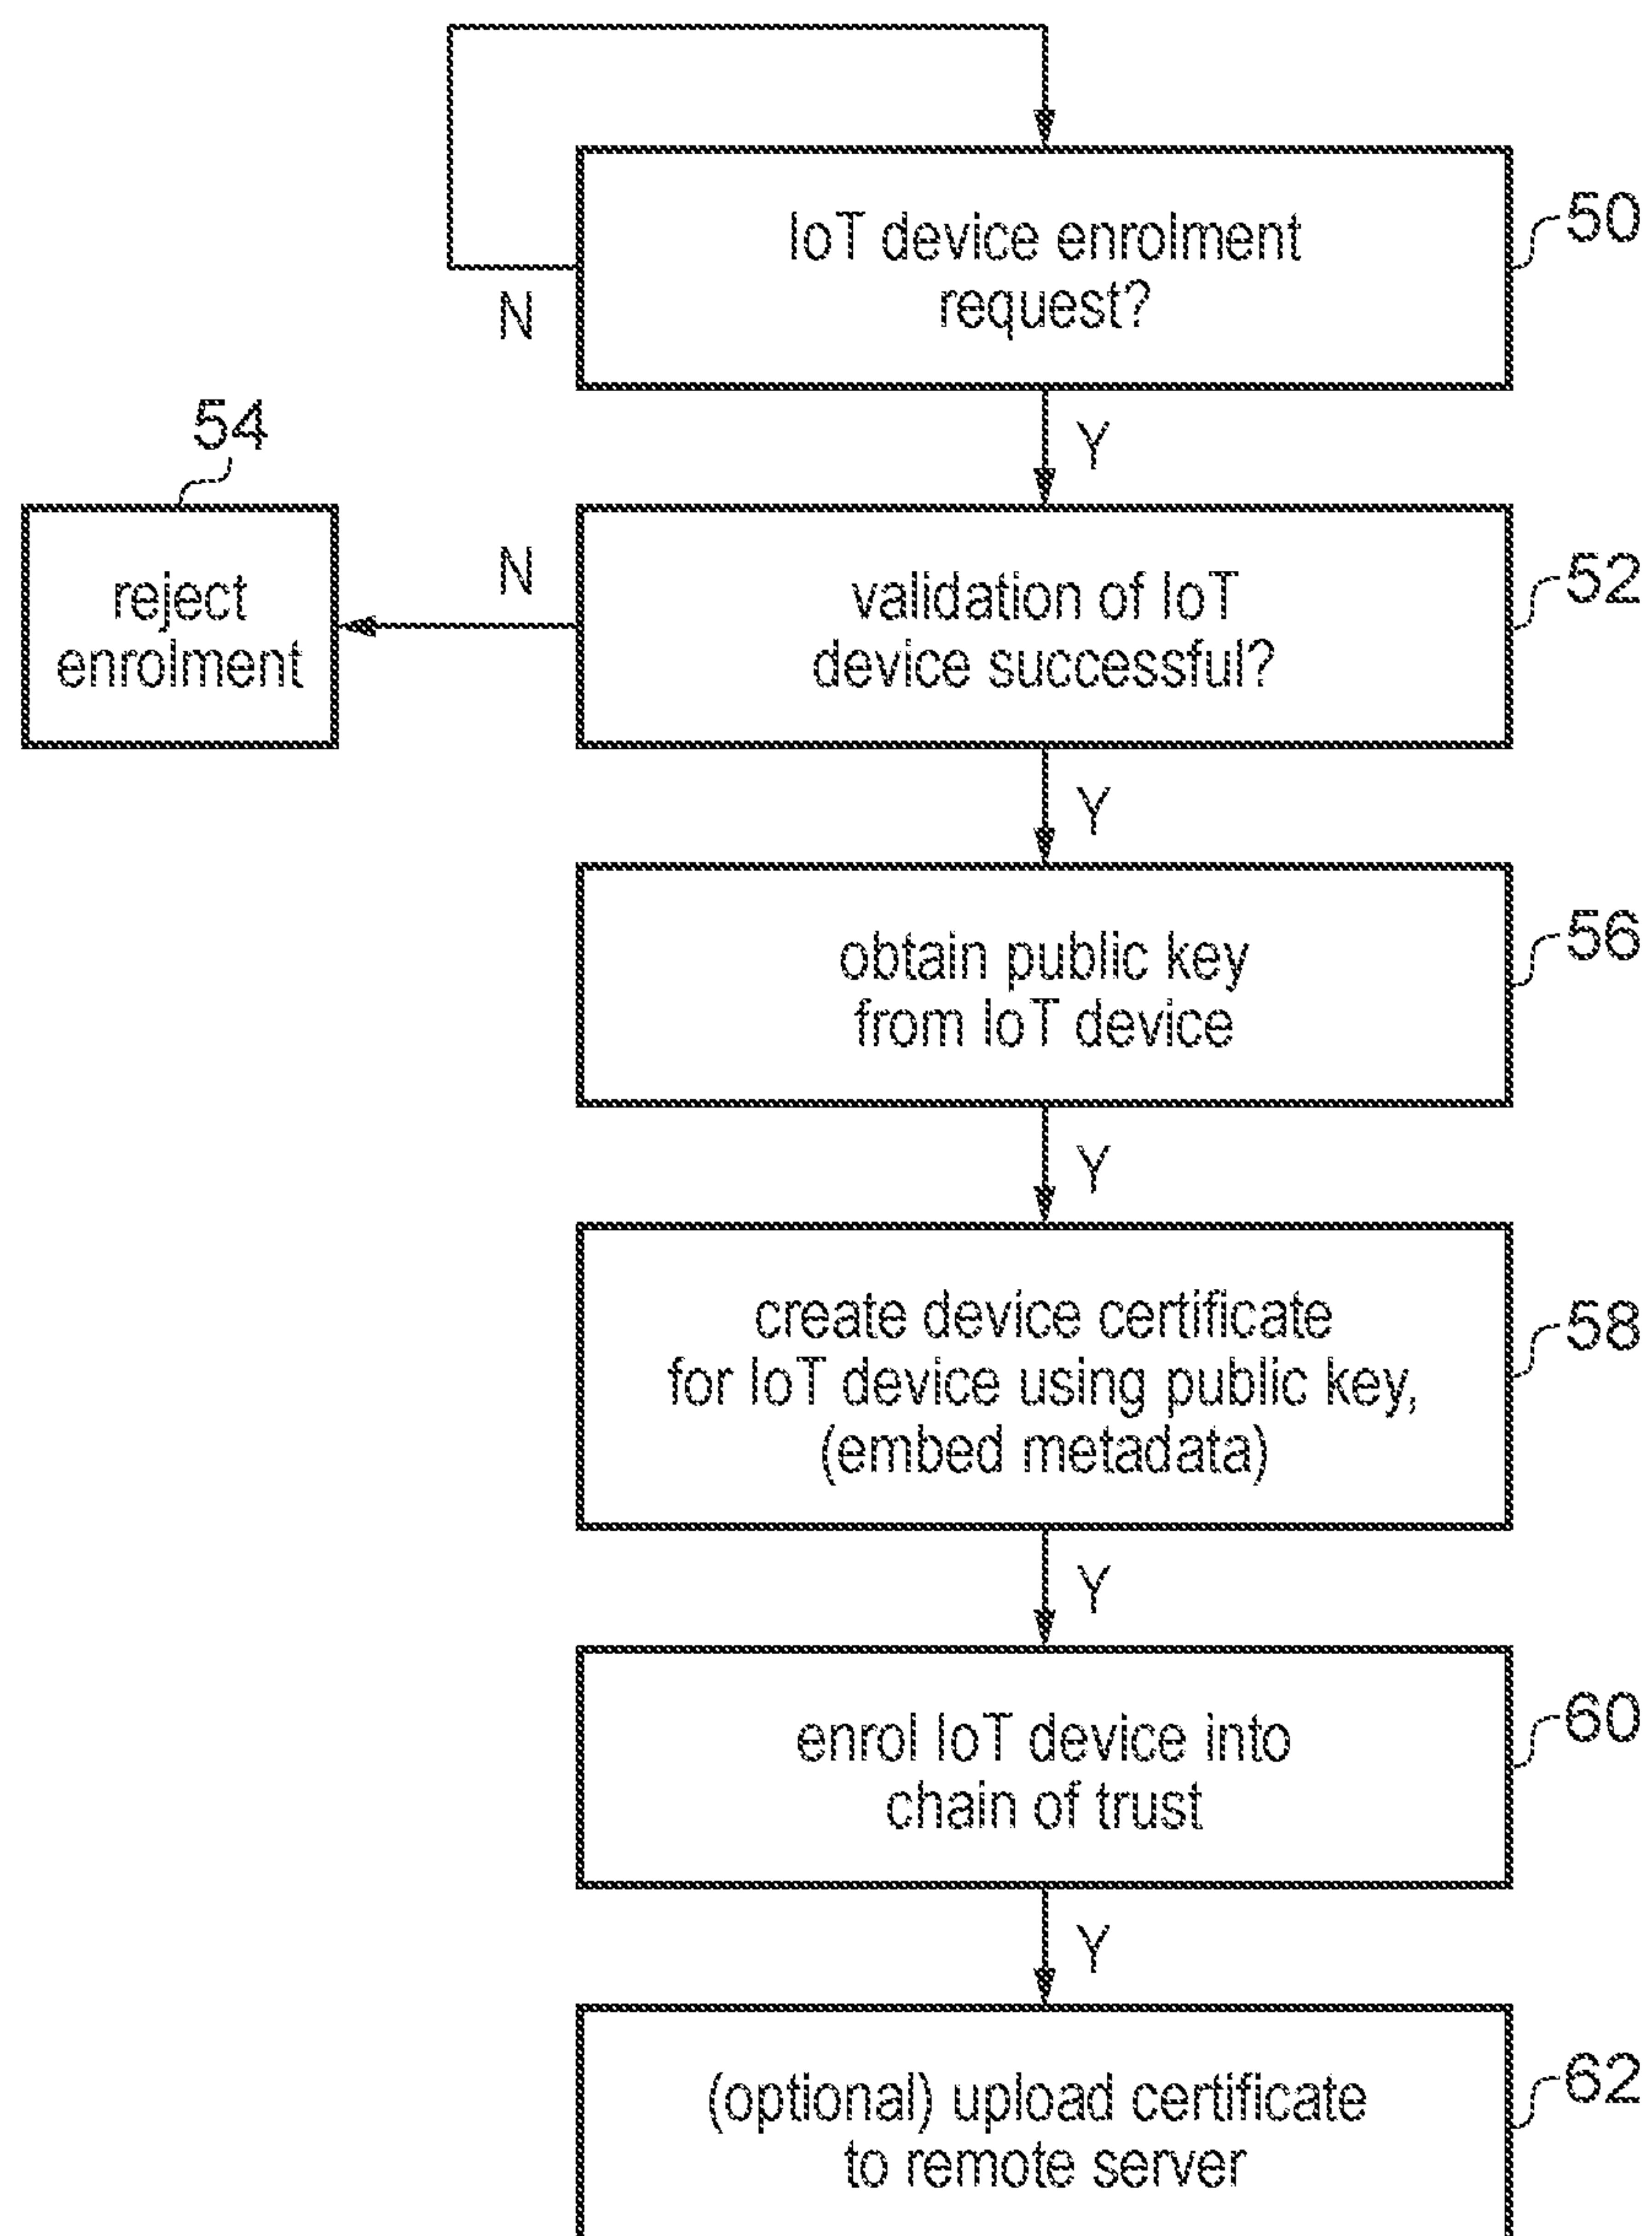 IoT device enrolment
request?
50
N
Y
54
reject
enrolment
N
validation of IoT
device successful?
52
Y
obtain public key
from IoT device
56
Y
create device certificate
for IoT device using public key,
(embed metadata)
58
Y
enrol IoT device into
chain of trust
60
Y
(optional) upload certificate
to remote server
62